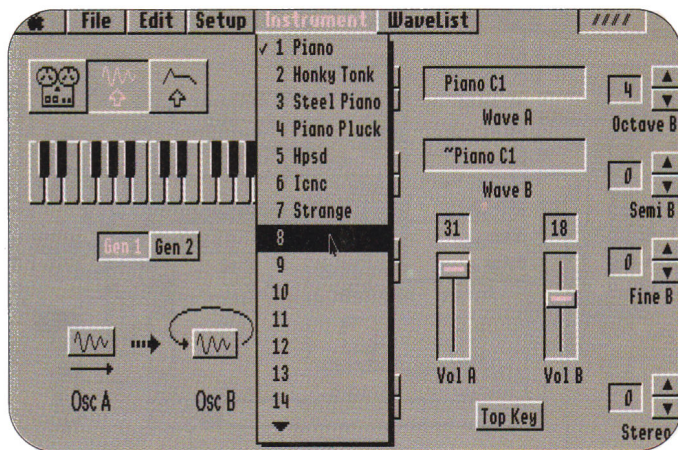 File Edit Setup Instrument WaveList
✓ 1 Piano
2 Honky Tonk
3 Steel Piano
4 Piano Pluck
5 Hpsd
6 Icnc
7 Strange
8
9
10
11
12
13
14
Gen 1 Gen 2
Osc A Osc B
Piano C1
Wave A
~Piano C1
Wave B
31 18
Vol A Vol B
Top Key
4
Octave B
0
Semi B
0
Fine B
0
Stereo